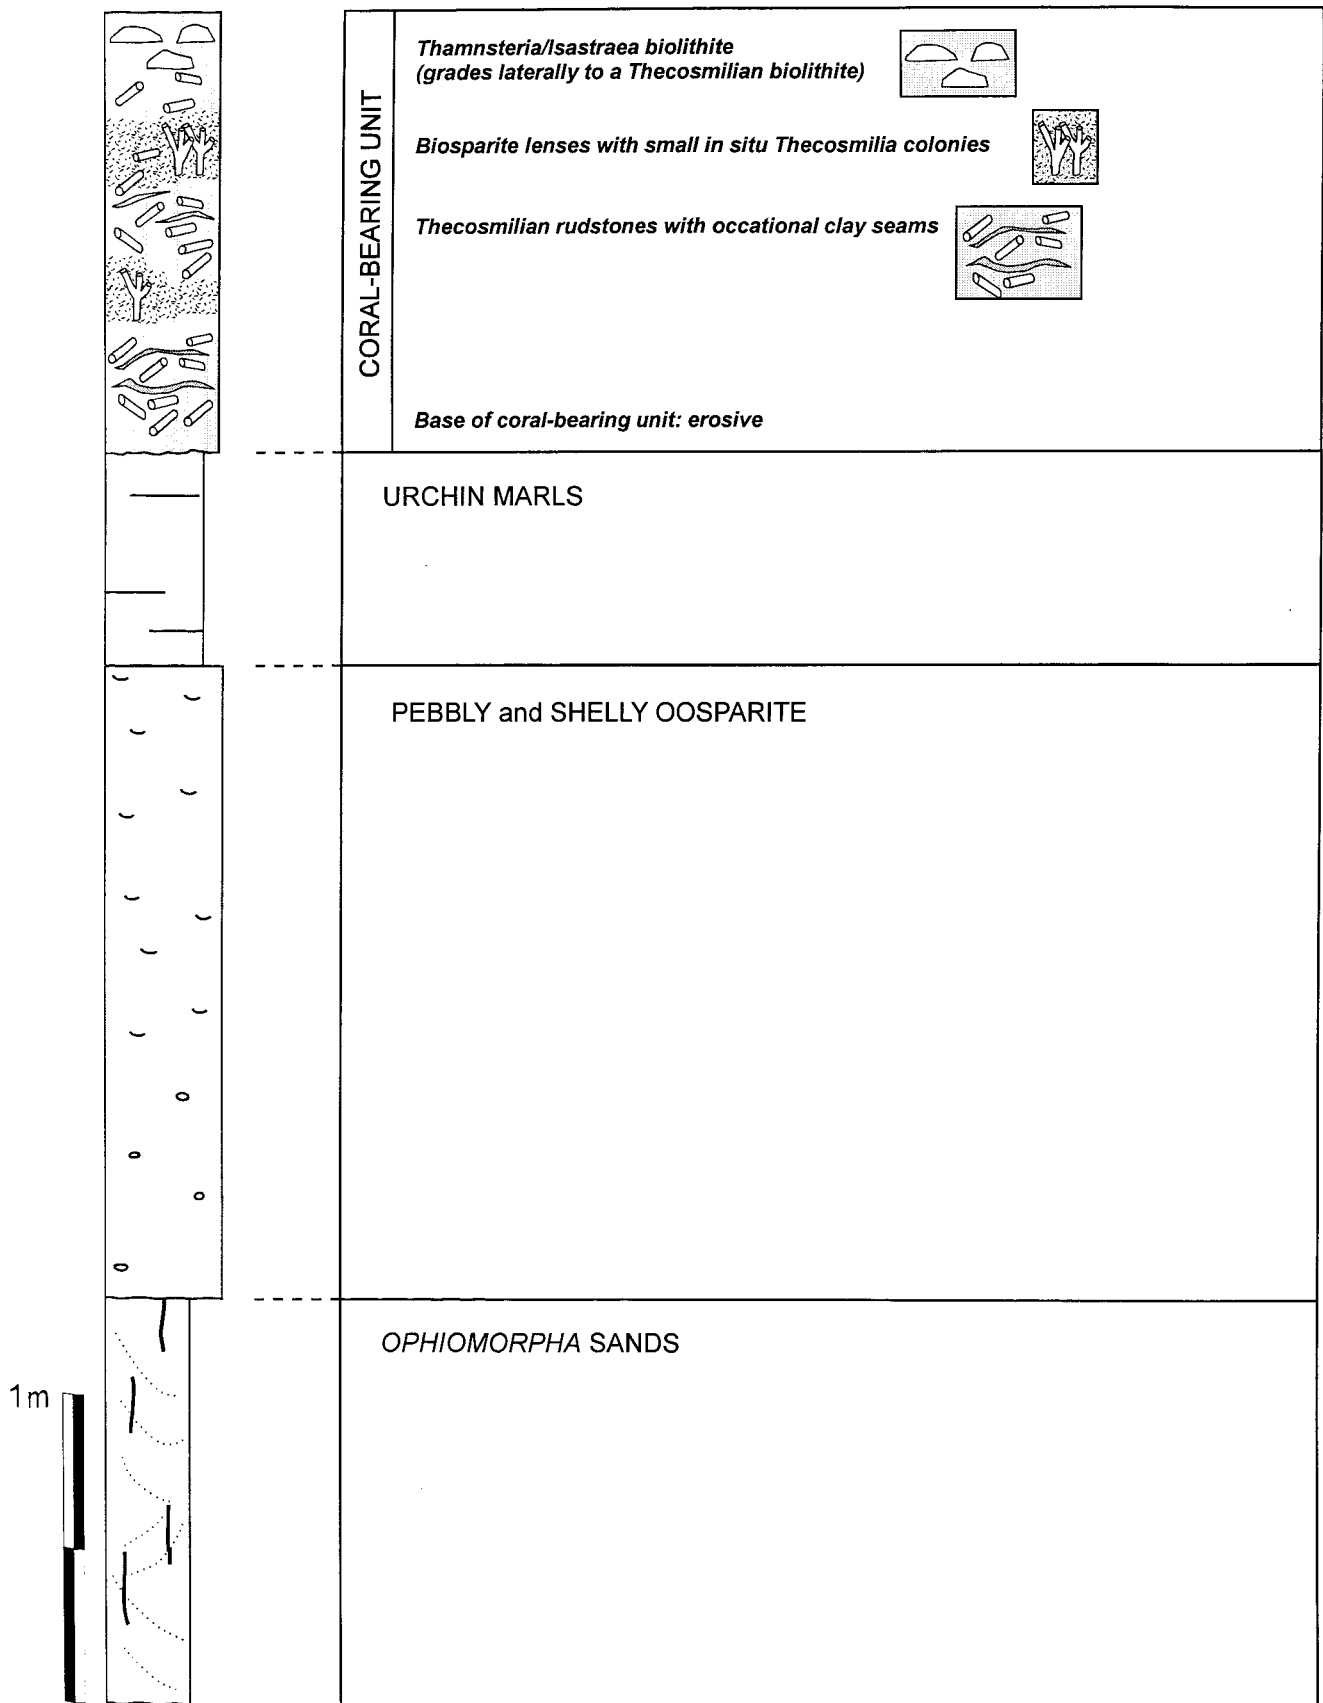 Thamnsteria/Isastraea biolithite
(grades laterally to a Thecosmilian biolithite)
CORAL-BEARING UNIT
Biosparite lenses with small in situ Thecosmilia colonies
Thecosmilian rudstones with occational clay seams
Base of coral-bearing unit: erosive
URCHIN MARLS
PEBBLY and SHELLY OOSPARITE
OPHIOMORPHA SANDS
1m